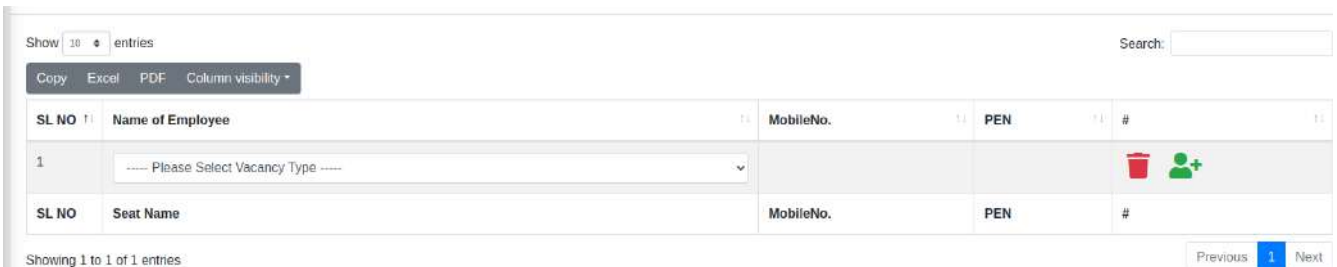 Show 10 entries
Search:
Copy Excel PDF Column visibility
SL NO Name of Employee MobileNo. PEN #
1 ----- Please Select Vacancy Type -----
SL NO Seat Name MobileNo. PEN #
Showing 1 to 1 of 1 entries
Previous 1 Next